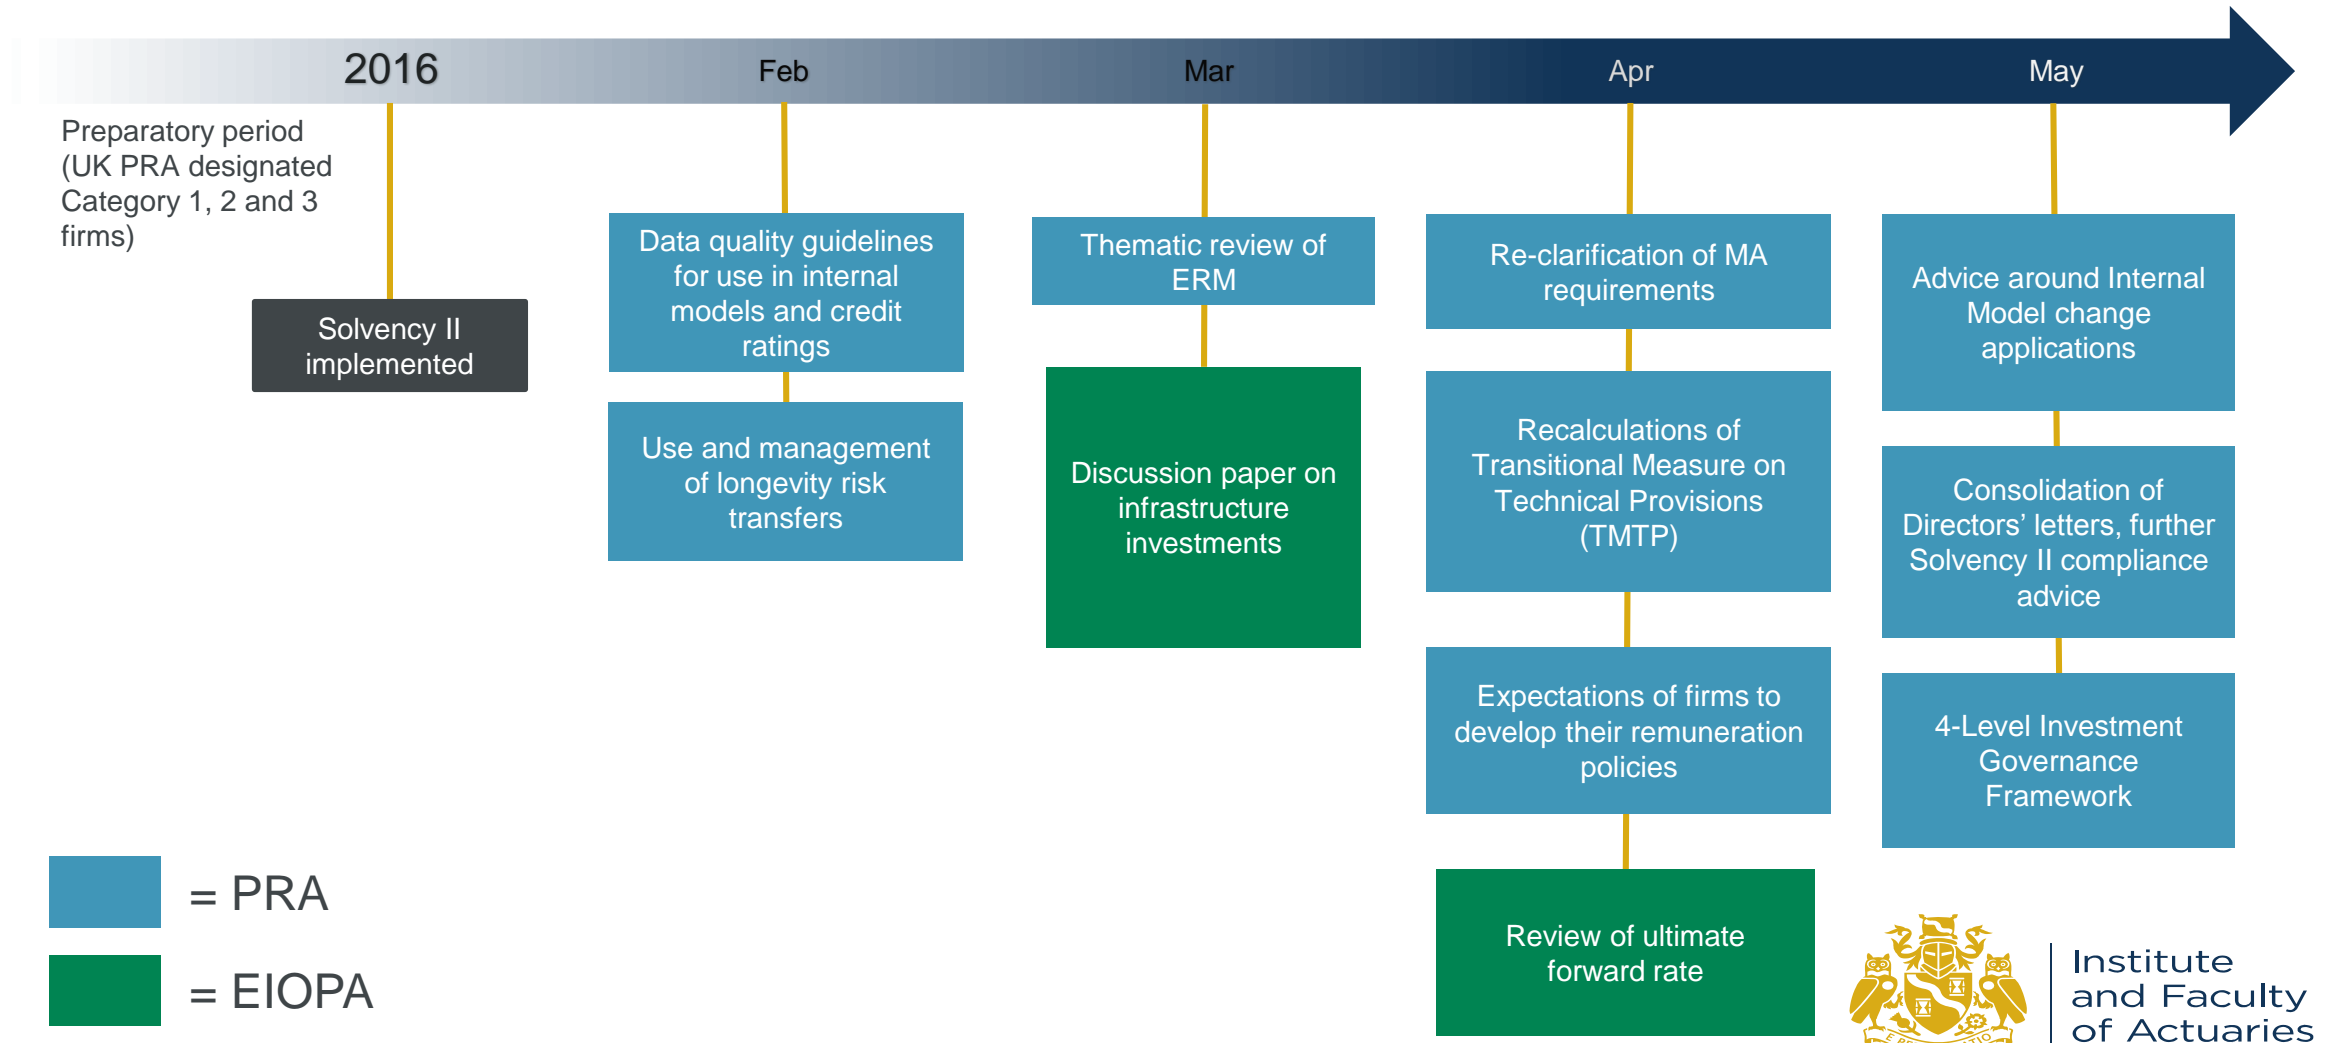 2016
Feb
Mar
Apr
May
Preparatory period
(UK PRA designated
Category 1, 2 and 3
firms)
Solvency II
implemented
Data quality guidelines
for use in internal
models and credit
ratings
Use and management
of longevity risk
transfers
Thematic review of
ERM
Discussion paper on
infrastructure
investments
Re-clarification of MA
requirements
Recalculations of
Transitional Measure on
Technical Provisions
(TMTP)
Expectations of firms to
develop their remuneration
policies
Review of ultimate
forward rate
Advice around Internal
Model change
applications
Consolidation of
Directors’ letters, further
Solvency II compliance
advice
4-Level Investment
Governance
Framework
= PRA
= EIOPA
Institute
and Faculty
of Actuaries